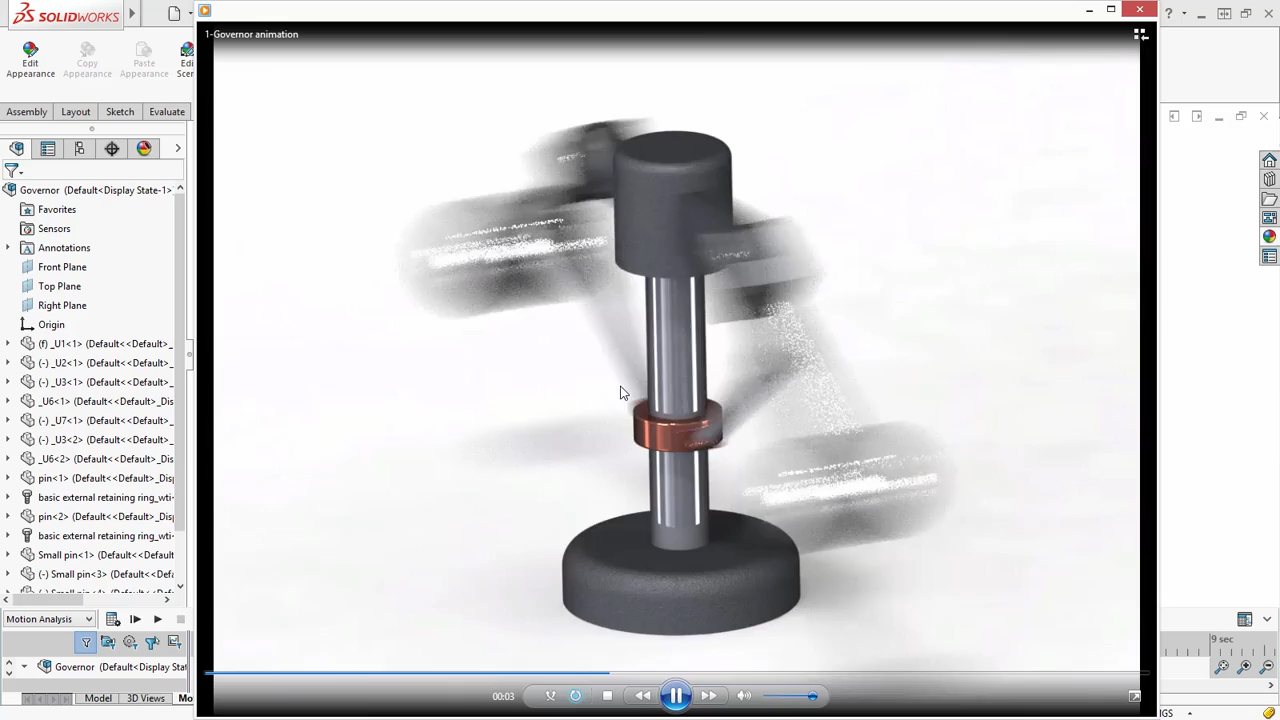 SOLIDWORKS
1-Governor animation
Edit Appearance
Copy Appearance
Paste Appearance
Edit
Assembly
Layout
Sketch
Evaluate
Governor (Default<Display State-1>
Favorites
Sensors
Annotations
Front Plane
Top Plane
Right Plane
Origin
(f) _U1<1> (Default<<Default>_
(-) _U2<1> (Default<<Default>_
(-) _U3<1> (Default<<Default>_
_U6<1> (Default<<Default>_Dis
(-) _U7<1> (Default<<Default>_
(-) _U3<2> (Default<<Default>_
_U6<2> (Default<<Default>_Dis
pin<1> (Default<<Default>_Disp
basic external retaining ring_wti-
pin<2> (Default<<Default>_Disp
basic external retaining ring_wti-
Small pin<1> (Default<<Default
(-) Small pin<3> (Default<<Defa
Motion Analysis
Governor (Default<Display Sta
Model
3D Views
Mo
00:03
9 sec
IGS